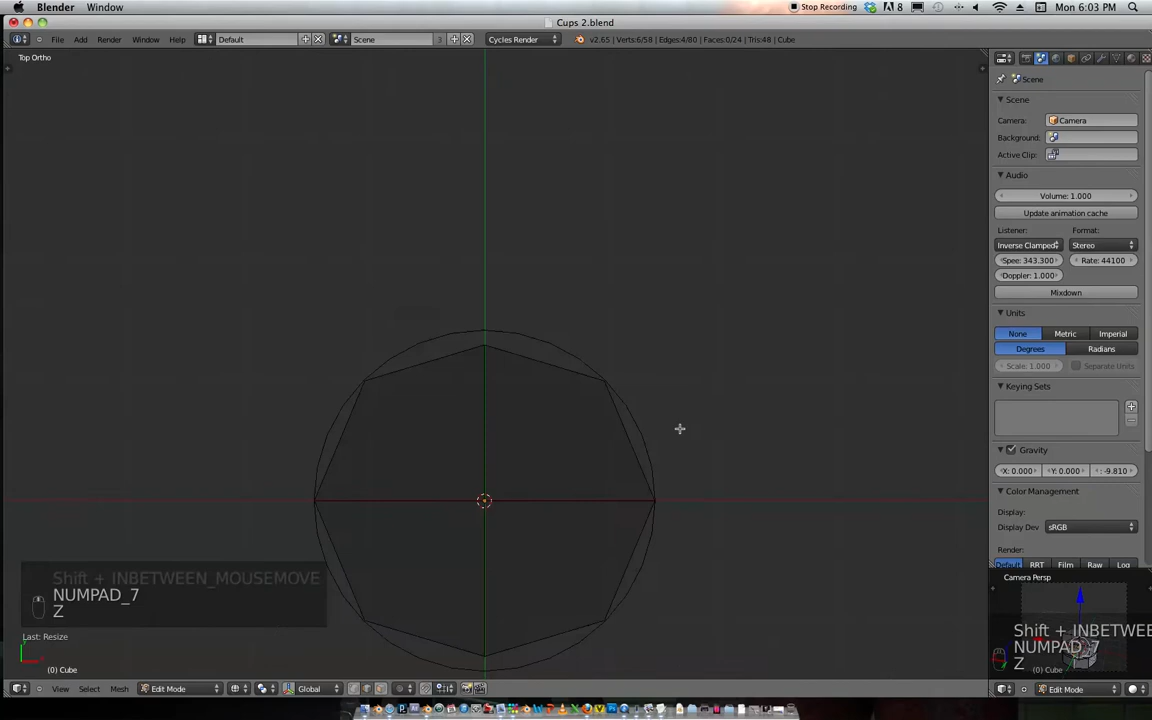 Blender Window Stop Recording 8 Mon 6:03 PM
Cups 2.blend
File Add Render Window Help Default Scene 3 Cycles Render v2.65 | Verts:6/58 | Edges:4/80 | Faces:0/24 | Tris:48 | Cube
Top Ortho
Scene
Scene
Camera: Camera
Background:
Active Clip:
Audio
Volume: 1.000
Update animation cache
Listener: Format:
Inverse Clamped Stereo
Spee: 343.300 Rate: 44100
Doppler: 1.000
Mixdown
Units
None Metric Imperial
Degrees Radians
Scale: 1.000 Separate Units
Keying Sets
Gravity
X: 0.000 Y: 0.000 : -9.810
Color Management
Display:
Display Dev sRGB
Render:
Default RRT Film Raw Log
Shift + INBETWEEN_MOUSEMOVE
NUMPAD_7
Z
Last: Resize
(0) Cube
Camera Persp
Shift + INBETWEE
NUMPAD_7
Z
(0) Cube
View Select Mesh Edit Mode Global
Edit Mode